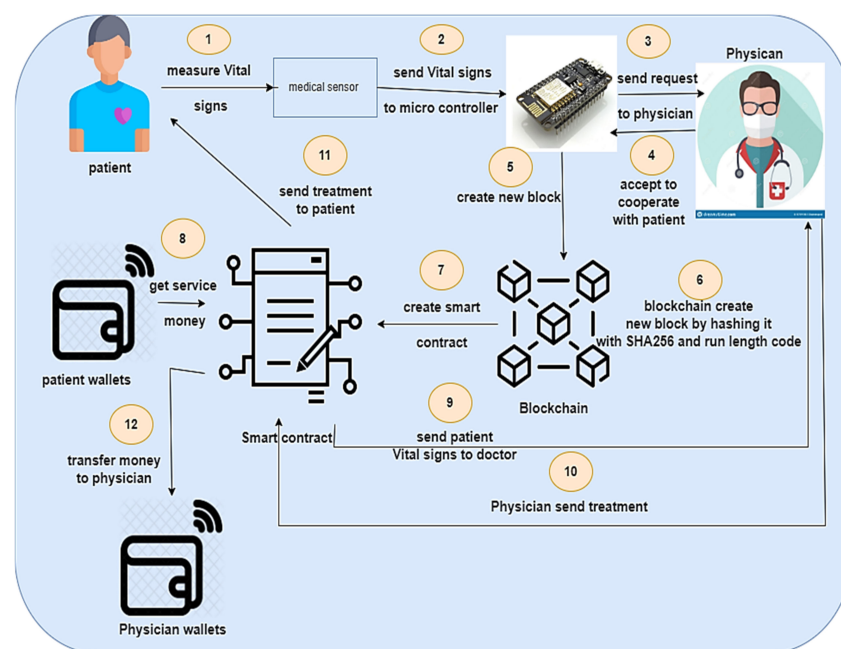 1
measure Vital
signs
patient
medical sensor
2
send Vital signs
to micro controller
3
send request
to physician
Physican
4
accept to
cooperate
with patient
5
create new block
6
blockchain create
new block by hashing it
with SHA256 and run length code
Blockchain
7
create smart
contract
Smart contract
8
get service
money
patient wallets
9
send patient
Vital signs to doctor
10
Physician send treatment
11
send treatment
to patient
12
transfer money
to physician
Physician wallets